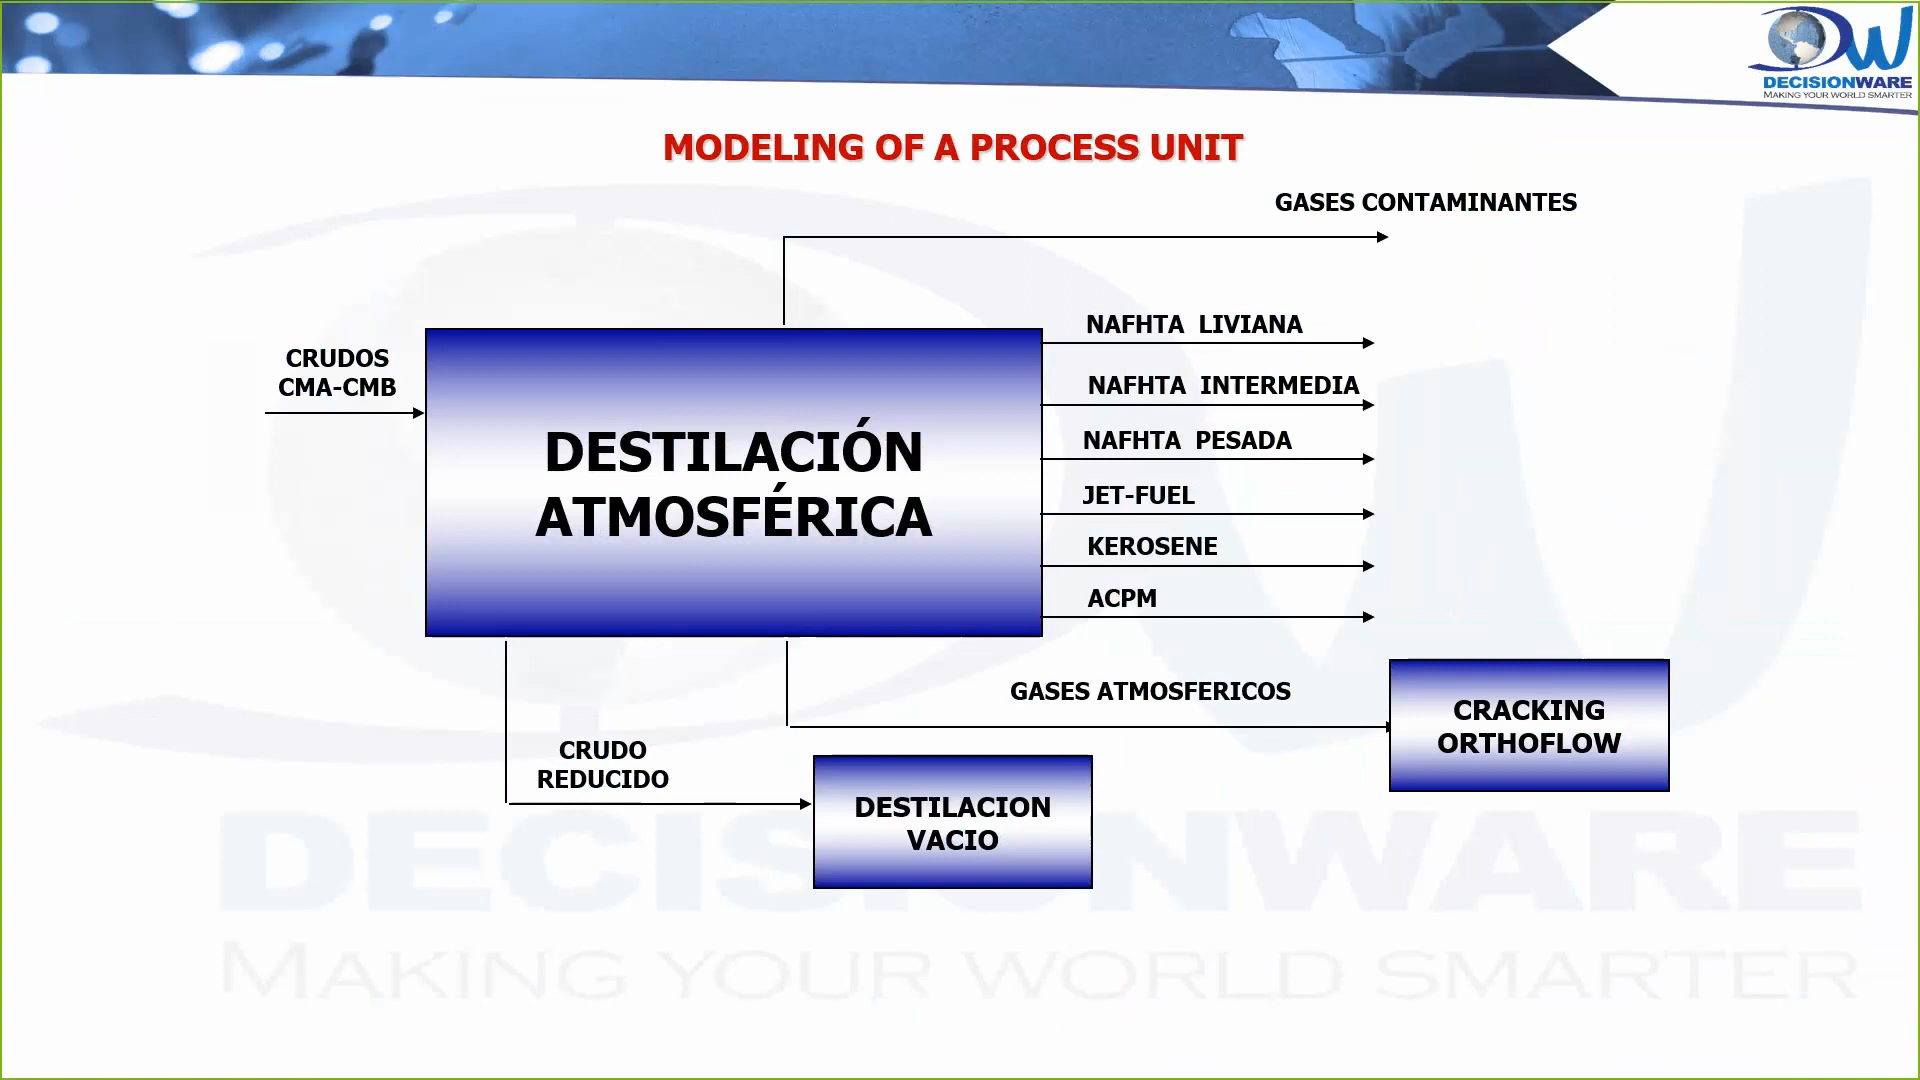 DECISIONWARE
MAKING YOUR WORLD SMARTER
MODELING OF A PROCESS UNIT
GASES CONTAMINANTES
CRUDOS
CMA-CMB
DESTILACIÓN
ATMOSFÉRICA
NAFHTA LIVIANA
NAFHTA INTERMEDIA
NAFHTA PESADA
JET-FUEL
KEROSENE
ACPM
GASES ATMOSFERICOS
CRACKING
ORTHOFLOW
CRUDO
REDUCIDO
DESTILACION
VACIO
DECISIONWARE
MAKING YOUR WORLD SMARTER